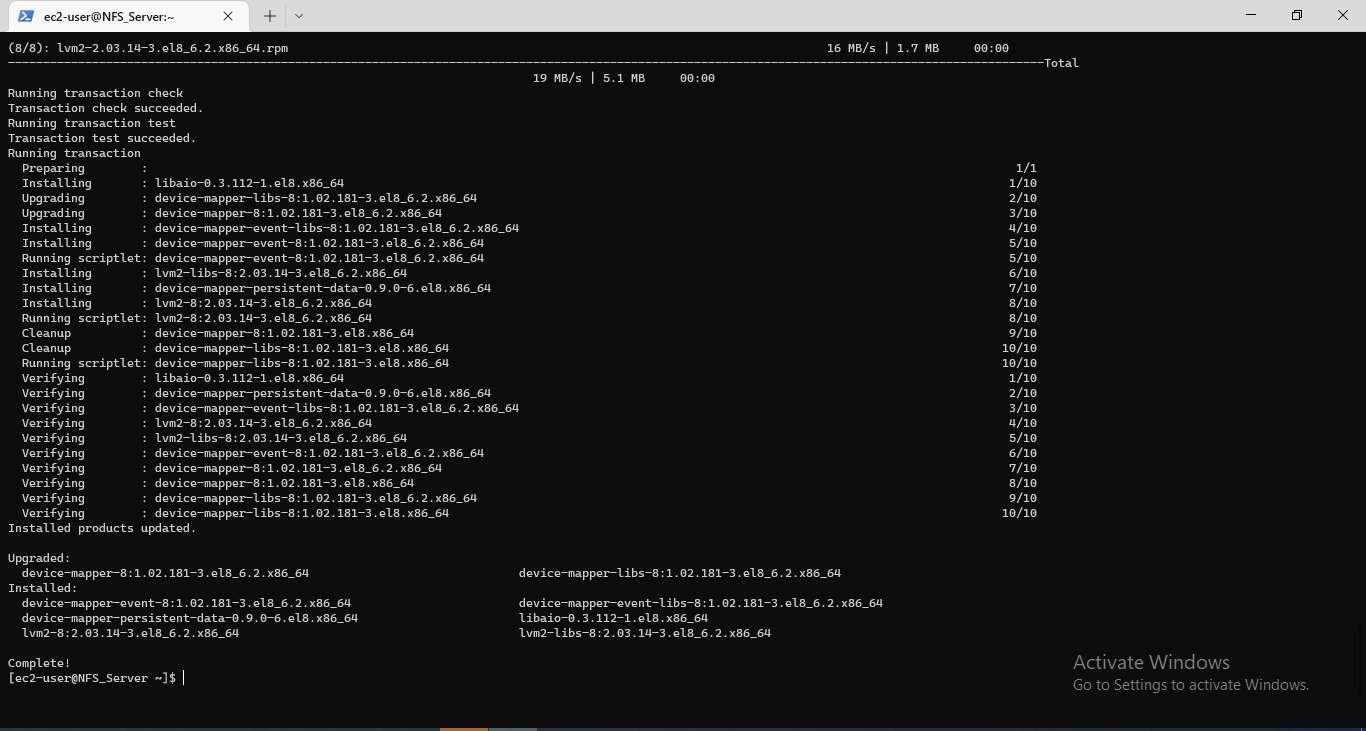 ec2-user@NFS_Server:~
(8/8): lvm2-2.03.14-3.el8_6.2.x86_64.rpm 16 MB/s | 1.7 MB 00:00
--------------------------------------------------------------------------------Total
19 MB/s | 5.1 MB 00:00
Running transaction check
Transaction check succeeded.
Running transaction test
Transaction test succeeded.
Running transaction
Preparing : 1/1
Installing : libaio-0.3.112-1.el8.x86_64 1/10
Upgrading : device-mapper-libs-8:1.02.181-3.el8_6.2.x86_64 2/10
Upgrading : device-mapper-8:1.02.181-3.el8_6.2.x86_64 3/10
Installing : device-mapper-event-libs-8:1.02.181-3.el8_6.2.x86_64 4/10
Installing : device-mapper-event-8:1.02.181-3.el8_6.2.x86_64 5/10
Running scriptlet: device-mapper-event-8:1.02.181-3.el8_6.2.x86_64 5/10
Installing : lvm2-libs-8:2.03.14-3.el8_6.2.x86_64 6/10
Installing : device-mapper-persistent-data-0.9.0-6.el8.x86_64 7/10
Installing : lvm2-8:2.03.14-3.el8_6.2.x86_64 8/10
Running scriptlet: lvm2-8:2.03.14-3.el8_6.2.x86_64 8/10
Cleanup : device-mapper-8:1.02.181-3.el8.x86_64 9/10
Cleanup : device-mapper-libs-8:1.02.181-3.el8.x86_64 10/10
Running scriptlet: device-mapper-libs-8:1.02.181-3.el8.x86_64 10/10
Verifying : libaio-0.3.112-1.el8.x86_64 1/10
Verifying : device-mapper-persistent-data-0.9.0-6.el8.x86_64 2/10
Verifying : device-mapper-event-libs-8:1.02.181-3.el8_6.2.x86_64 3/10
Verifying : lvm2-8:2.03.14-3.el8_6.2.x86_64 4/10
Verifying : lvm2-libs-8:2.03.14-3.el8_6.2.x86_64 5/10
Verifying : device-mapper-event-8:1.02.181-3.el8_6.2.x86_64 6/10
Verifying : device-mapper-8:1.02.181-3.el8_6.2.x86_64 7/10
Verifying : device-mapper-8:1.02.181-3.el8.x86_64 8/10
Verifying : device-mapper-libs-8:1.02.181-3.el8_6.2.x86_64 9/10
Verifying : device-mapper-libs-8:1.02.181-3.el8.x86_64 10/10
Installed products updated.
Upgraded:
device-mapper-8:1.02.181-3.el8_6.2.x86_64 device-mapper-libs-8:1.02.181-3.el8_6.2.x86_64
Installed:
device-mapper-event-8:1.02.181-3.el8_6.2.x86_64 device-mapper-event-libs-8:1.02.181-3.el8_6.2.x86_64
device-mapper-persistent-data-0.9.0-6.el8.x86_64 libaio-0.3.112-1.el8.x86_64
lvm2-8:2.03.14-3.el8_6.2.x86_64 lvm2-libs-8:2.03.14-3.el8_6.2.x86_64
Complete!
[ec2-user@NFS_Server ~]$
Activate Windows
Go to Settings to activate Windows.